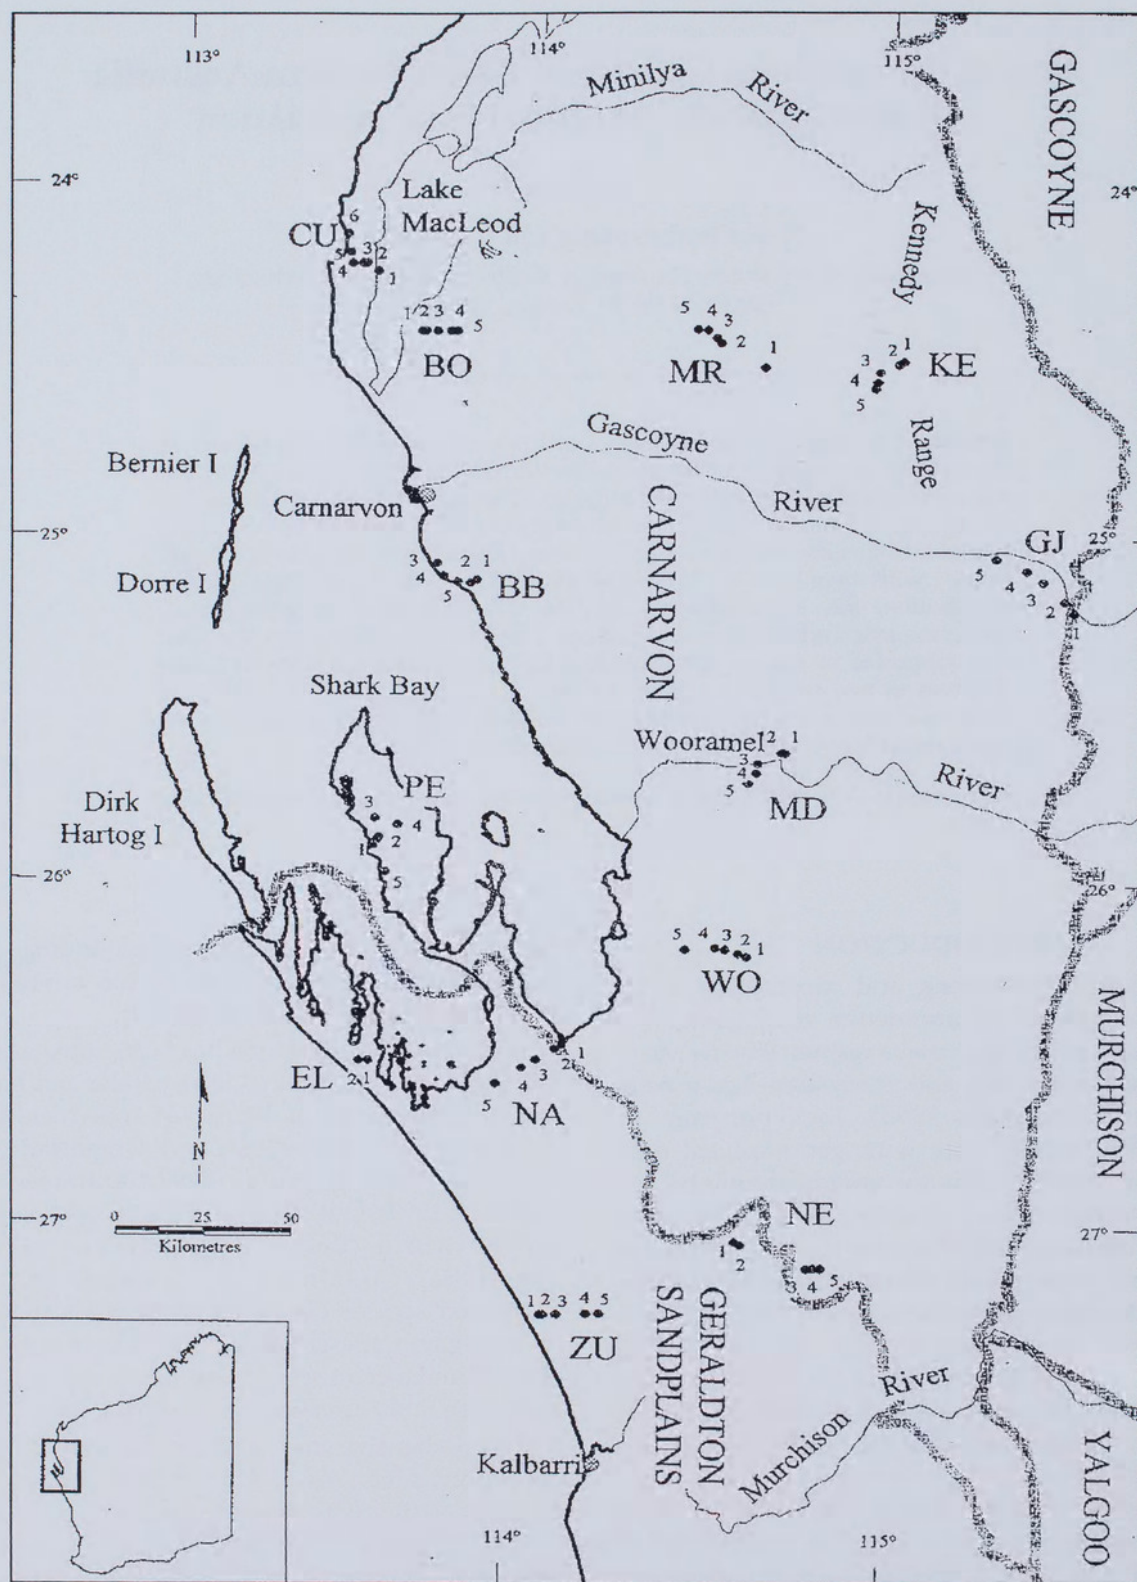 113°
114°
115°
GASCOYNE
Minilya
River
24°
24°
Lake
MacLeod
Kennedy
CU
6
5
3
2
4
1
1
2
3
4
5
BO
5
4
3
2
1
MR
1
2
3
4
5
KE
Range
Gascoyne
River
Bernier I
Carnarvon
CARNARVON
25°
25°
GJ
5
4
3
2
1
Dorre I
3
2
1
4
5
BB
Shark Bay
Wooramel
2
1
3
4
5
River
MD
PE
3
4
2
1
5
Dirk
Hartog I
26°
26°
5
4
3
2
1
WO
MURCHISON
EL
2
1
1
2
3
4
5
NA
N
27°
27°
0
25
50
Kilometres
NE
1
2
3
4
5
1
2
3
4
5
ZU
GERALDTON
SANDPLAINS
River
Murchison
Kalbarri
YALGOO
114°
115°